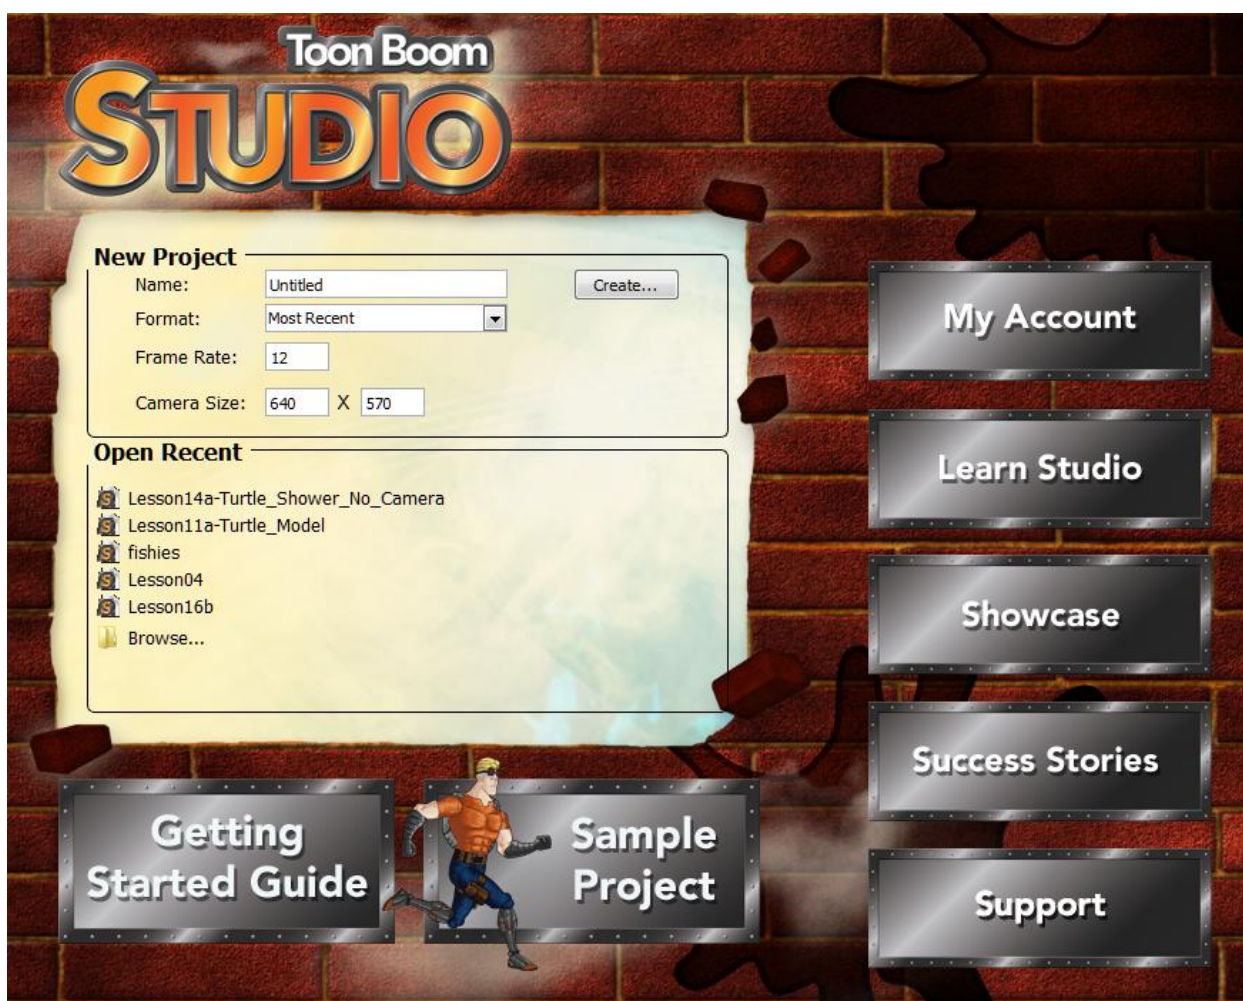 Toon Boom
STUDIO
New Project
Name: Untitled Create...
Format: Most Recent
Frame Rate: 12
Camera Size: 640 X 570
Open Recent
Lesson14a-Turtle_Shower_No_Camera
Lesson11a-Turtle_Model
fishies
Lesson04
Lesson16b
Browse...
My Account
Learn Studio
Showcase
Success Stories
Support
Getting
Started Guide
Sample
Project